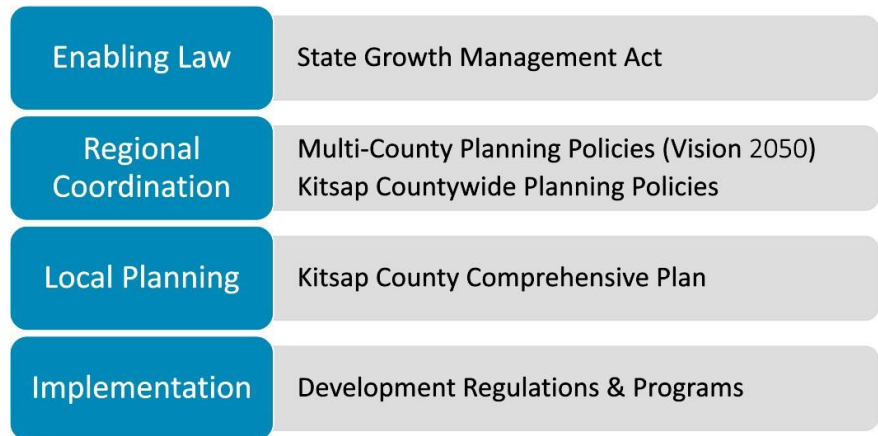 Enabling Law
State Growth Management Act
Regional
Coordination
Multi-County Planning Policies (Vision 2050)
Kitsap Countywide Planning Policies
Local Planning
Kitsap County Comprehensive Plan
Implementation
Development Regulations & Programs